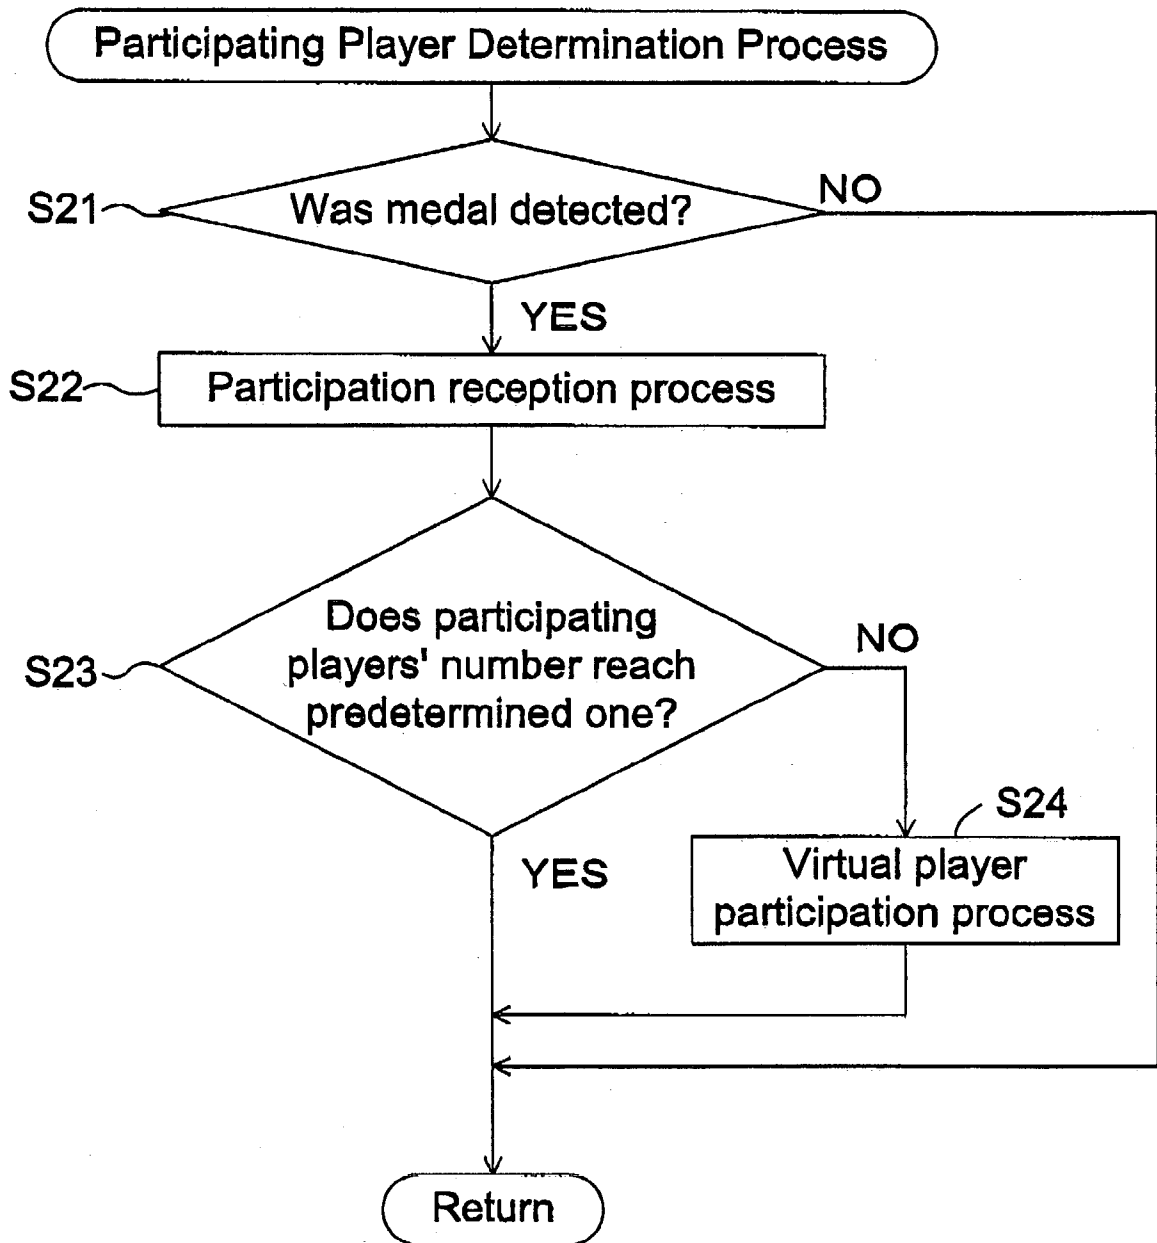 Participating Player Determination Process
S21
Was medal detected?
NO
YES
S22
Participation reception process
S23
Does participating
players' number reach
predetermined one?
NO
YES
S24
Virtual player
participation process
Return